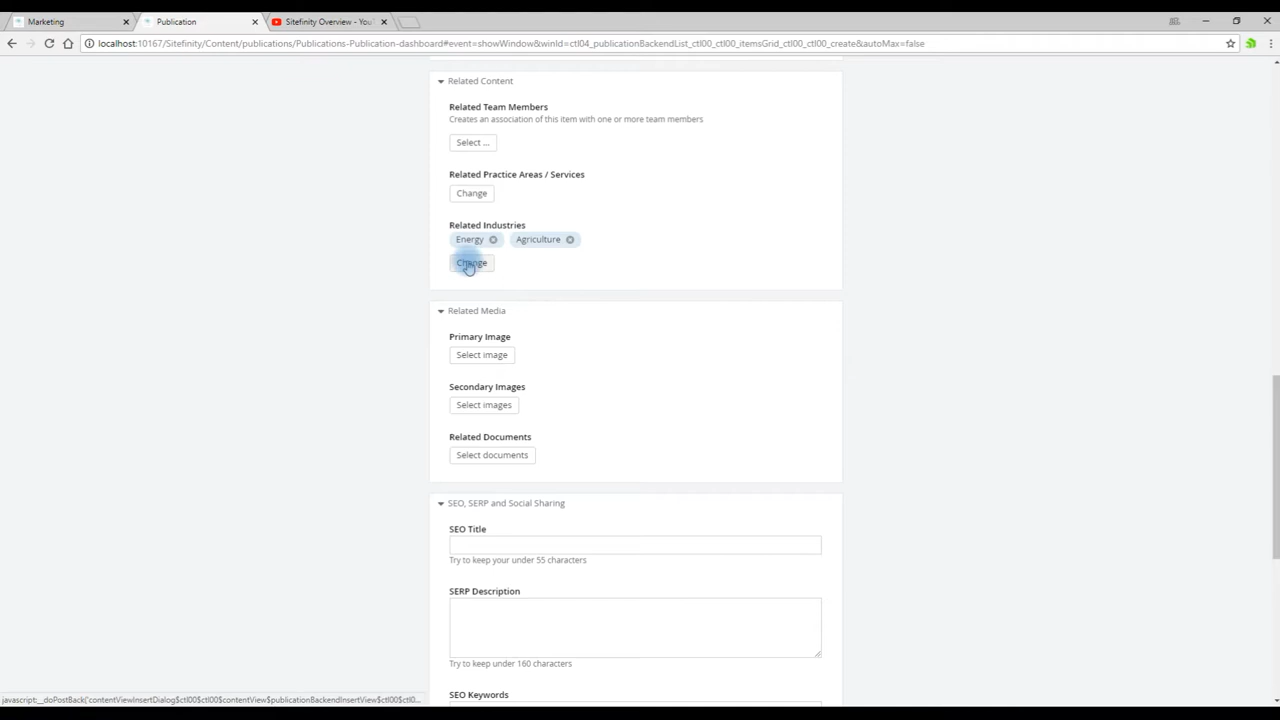 Marketing
Publication
Sitefinity Overview - YouT
localhost:10167/Sitefinity/Content/publications/Publications-Publication-dashboard#event=showWindow&winId=ctl04_publicationBackendList_ctl00_ctl00_itemsGrid_ctl00_ctl00_create&autoMax=false
Related Content
Related Team Members
Creates an association of this item with one or more team members
Select ...
Related Practice Areas / Services
Change
Related Industries
Energy Agriculture
Change
Related Media
Primary Image
Select image
Secondary Images
Select images
Related Documents
Select documents
SEO, SERP and Social Sharing
SEO Title
Try to keep your under 55 characters
SERP Description
Try to keep under 160 characters
SEO Keywords
javascript:__doPostBack('contentViewInsertDialog$ctl00$ctl00$contentView$publicationBackendInsertView$ctl00$ctl0...